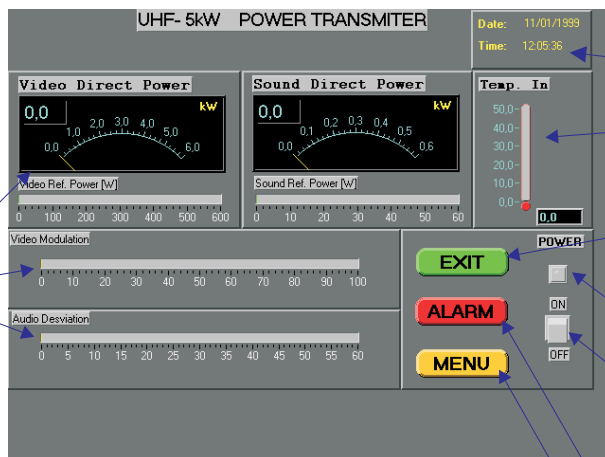 UHF- 5kW POWER TRANSMITER
Date: 11/01/1999
Time: 12:05:36
Video Direct Power
0,0 kW
0,0 1,0 2,0 3,0 4,0 5,0 6,0
Video Ref. Power [W]
0 100 200 300 400 500 600
Sound Direct Power
0,0 kW
0,0 0,1 0,2 0,3 0,4 0,5 0,6
Sound Ref. Power [W]
0 10 20 30 40 50 60
Temp. In
50,0
40,0
30,0
20,0
10,0
0,0
0,0
Video Modulation
0 10 20 30 40 50 60 70 80 90 100
Audio Desviation
0 5 10 15 20 25 30 35 40 45 50 55 60
EXIT
ALARM
MENU
POWER
ON
OFF